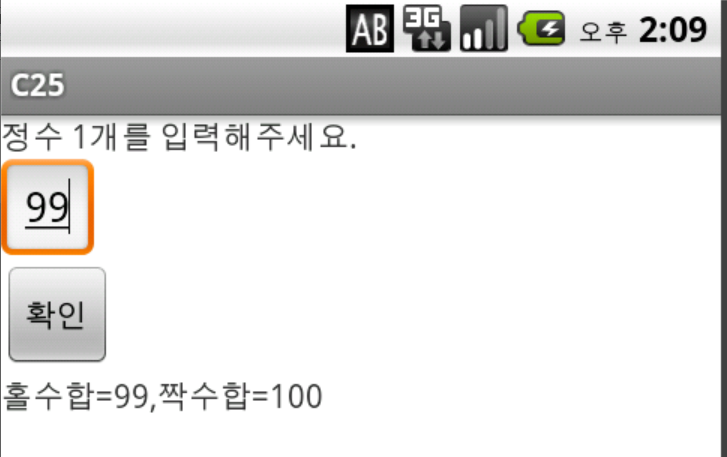 AB 3G 오후 2:09
C25
정수 1개를 입력해주세요.
99
확인
홀수합=99,짝수합=100